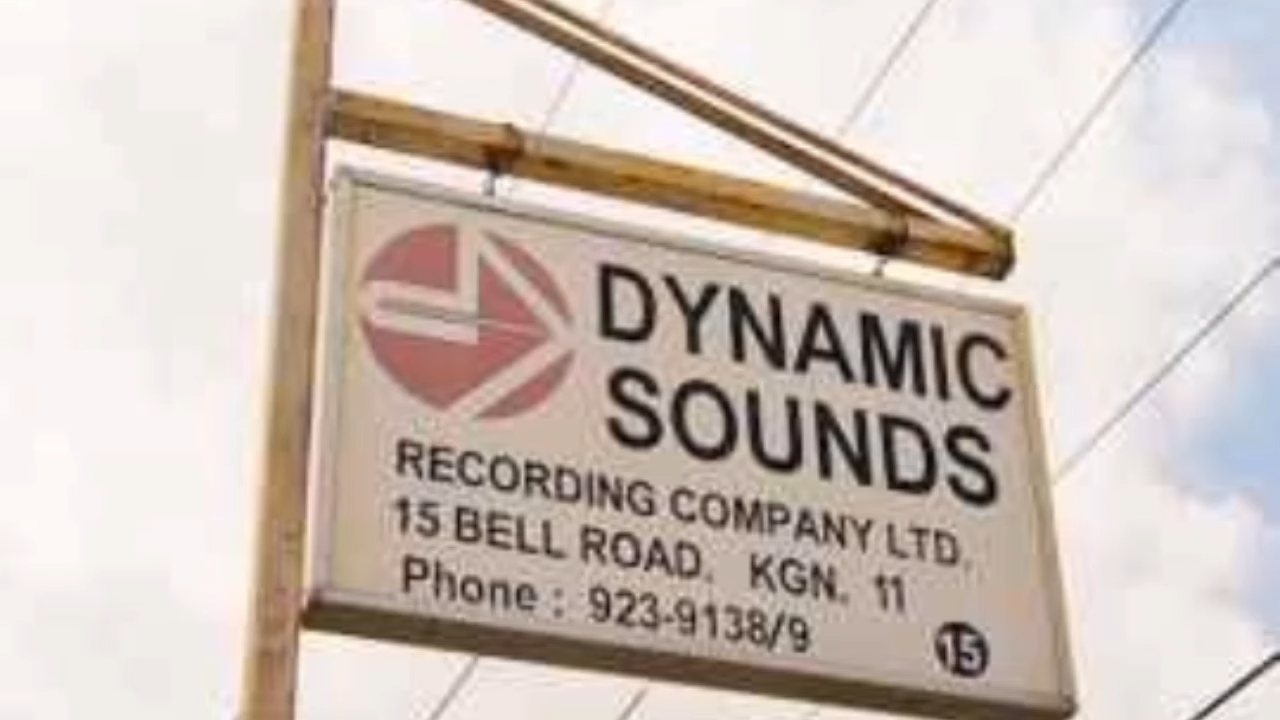 DYNAMIC
SOUNDS
RECORDING COMPANY LTD.
15 BELL ROAD. KGN. 11
Phone : 923-9138/9
15